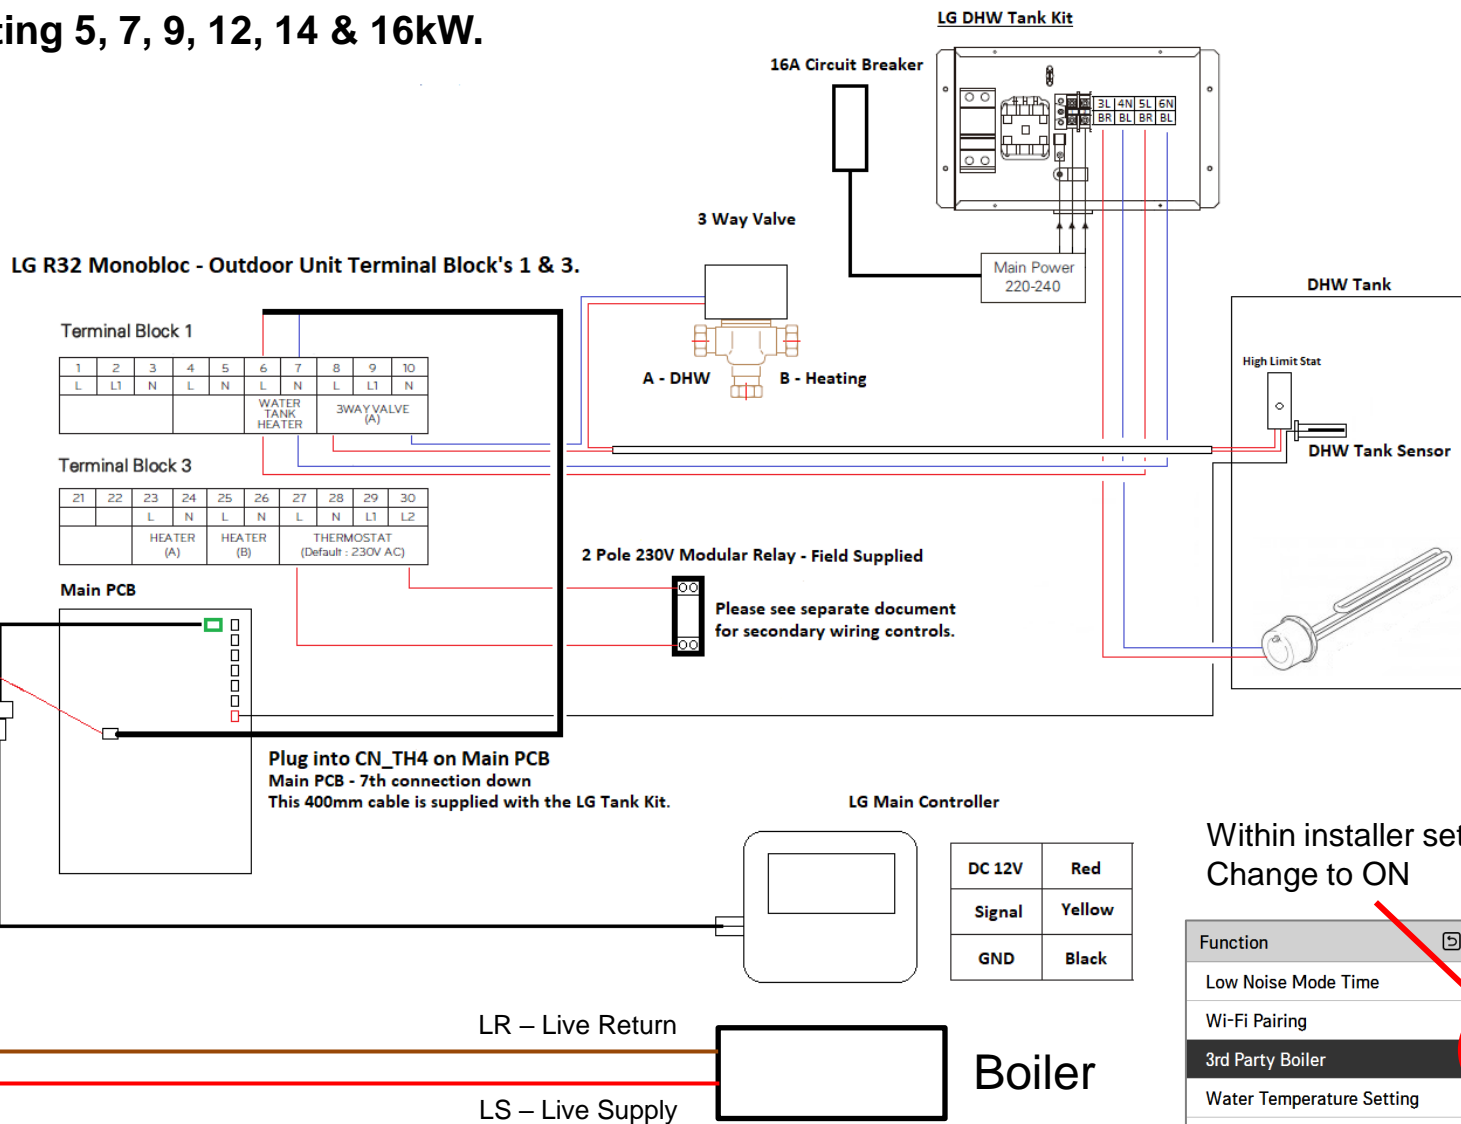 ting 5, 7, 9, 12, 14 & 16kW.
LG DHW Tank Kit
16A Circuit Breaker
3L 4N 5L 6N
BR BL BR BL
3 Way Valve
Main Power
220-240
LG R32 Monobloc - Outdoor Unit Terminal Block's 1 & 3.
DHW Tank
Terminal Block 1
1 2 3 4 5 6 7 8 9 10
L L1 N L N L N L L1 N
WATER
TANK
HEATER
3WAY VALVE
(A)
A - DHW
B - Heating
High Limit Stat
DHW Tank Sensor
Terminal Block 3
21 22 23 24 25 26 27 28 29 30
L N L N L N L1 L2
HEATER
(A)
HEATER
(B)
THERMOSTAT
(Default : 230V AC)
2 Pole 230V Modular Relay - Field Supplied
Please see separate document
for secondary wiring controls.
Main PCB
Plug into CN_TH4 on Main PCB
Main PCB - 7th connection down
This 400mm cable is supplied with the LG Tank Kit.
LG Main Controller
DC 12V Red
Signal Yellow
GND Black
Within installer set
Change to ON
Function
Low Noise Mode Time
Wi-Fi Pairing
3rd Party Boiler
Water Temperature Setting
LR – Live Return
Boiler
LS – Live Supply